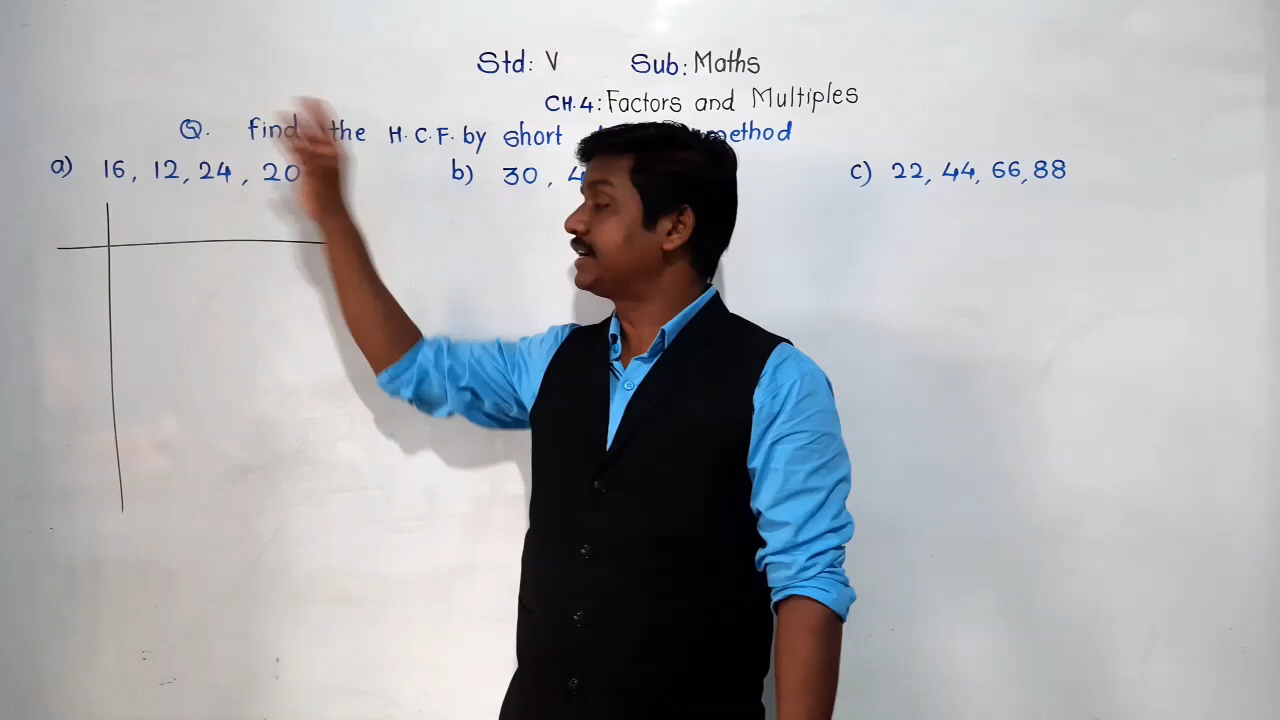 Std: V Sub: Maths
CH.4: Factors and Multiples
Q. find the H.C.F. by short
a) 16, 12, 24, 20 b) 30, c) 22, 44, 66, 88